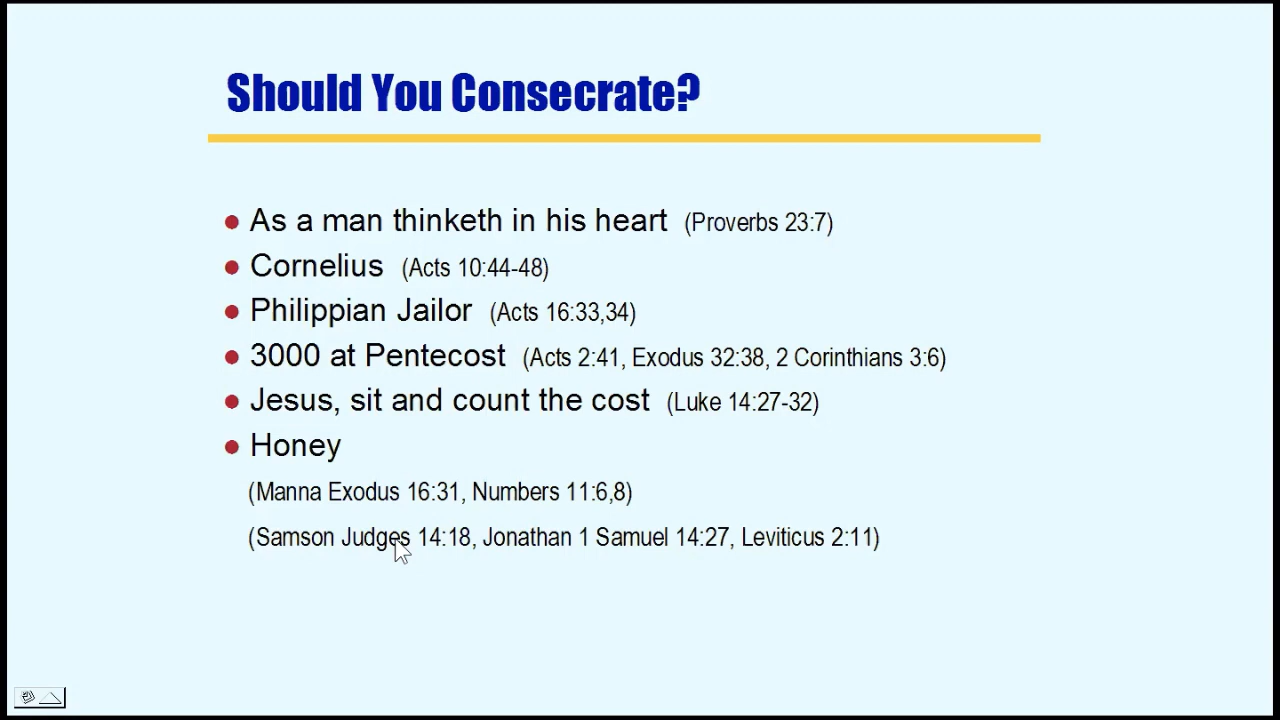 Should You Consecrate?
As a man thinketh in his heart (Proverbs 23:7)
Cornelius (Acts 10:44-48)
Philippian Jailor (Acts 16:33,34)
3000 at Pentecost (Acts 2:41, Exodus 32:38, 2 Corinthians 3:6)
Jesus, sit and count the cost (Luke 14:27-32)
Honey
(Manna Exodus 16:31, Numbers 11:6,8)
(Samson Judges 14:18, Jonathan 1 Samuel 14:27, Leviticus 2:11)